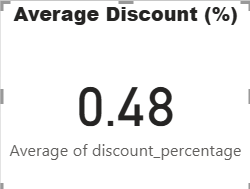 Average Discount (%)
0.48
Average of discount_percentage